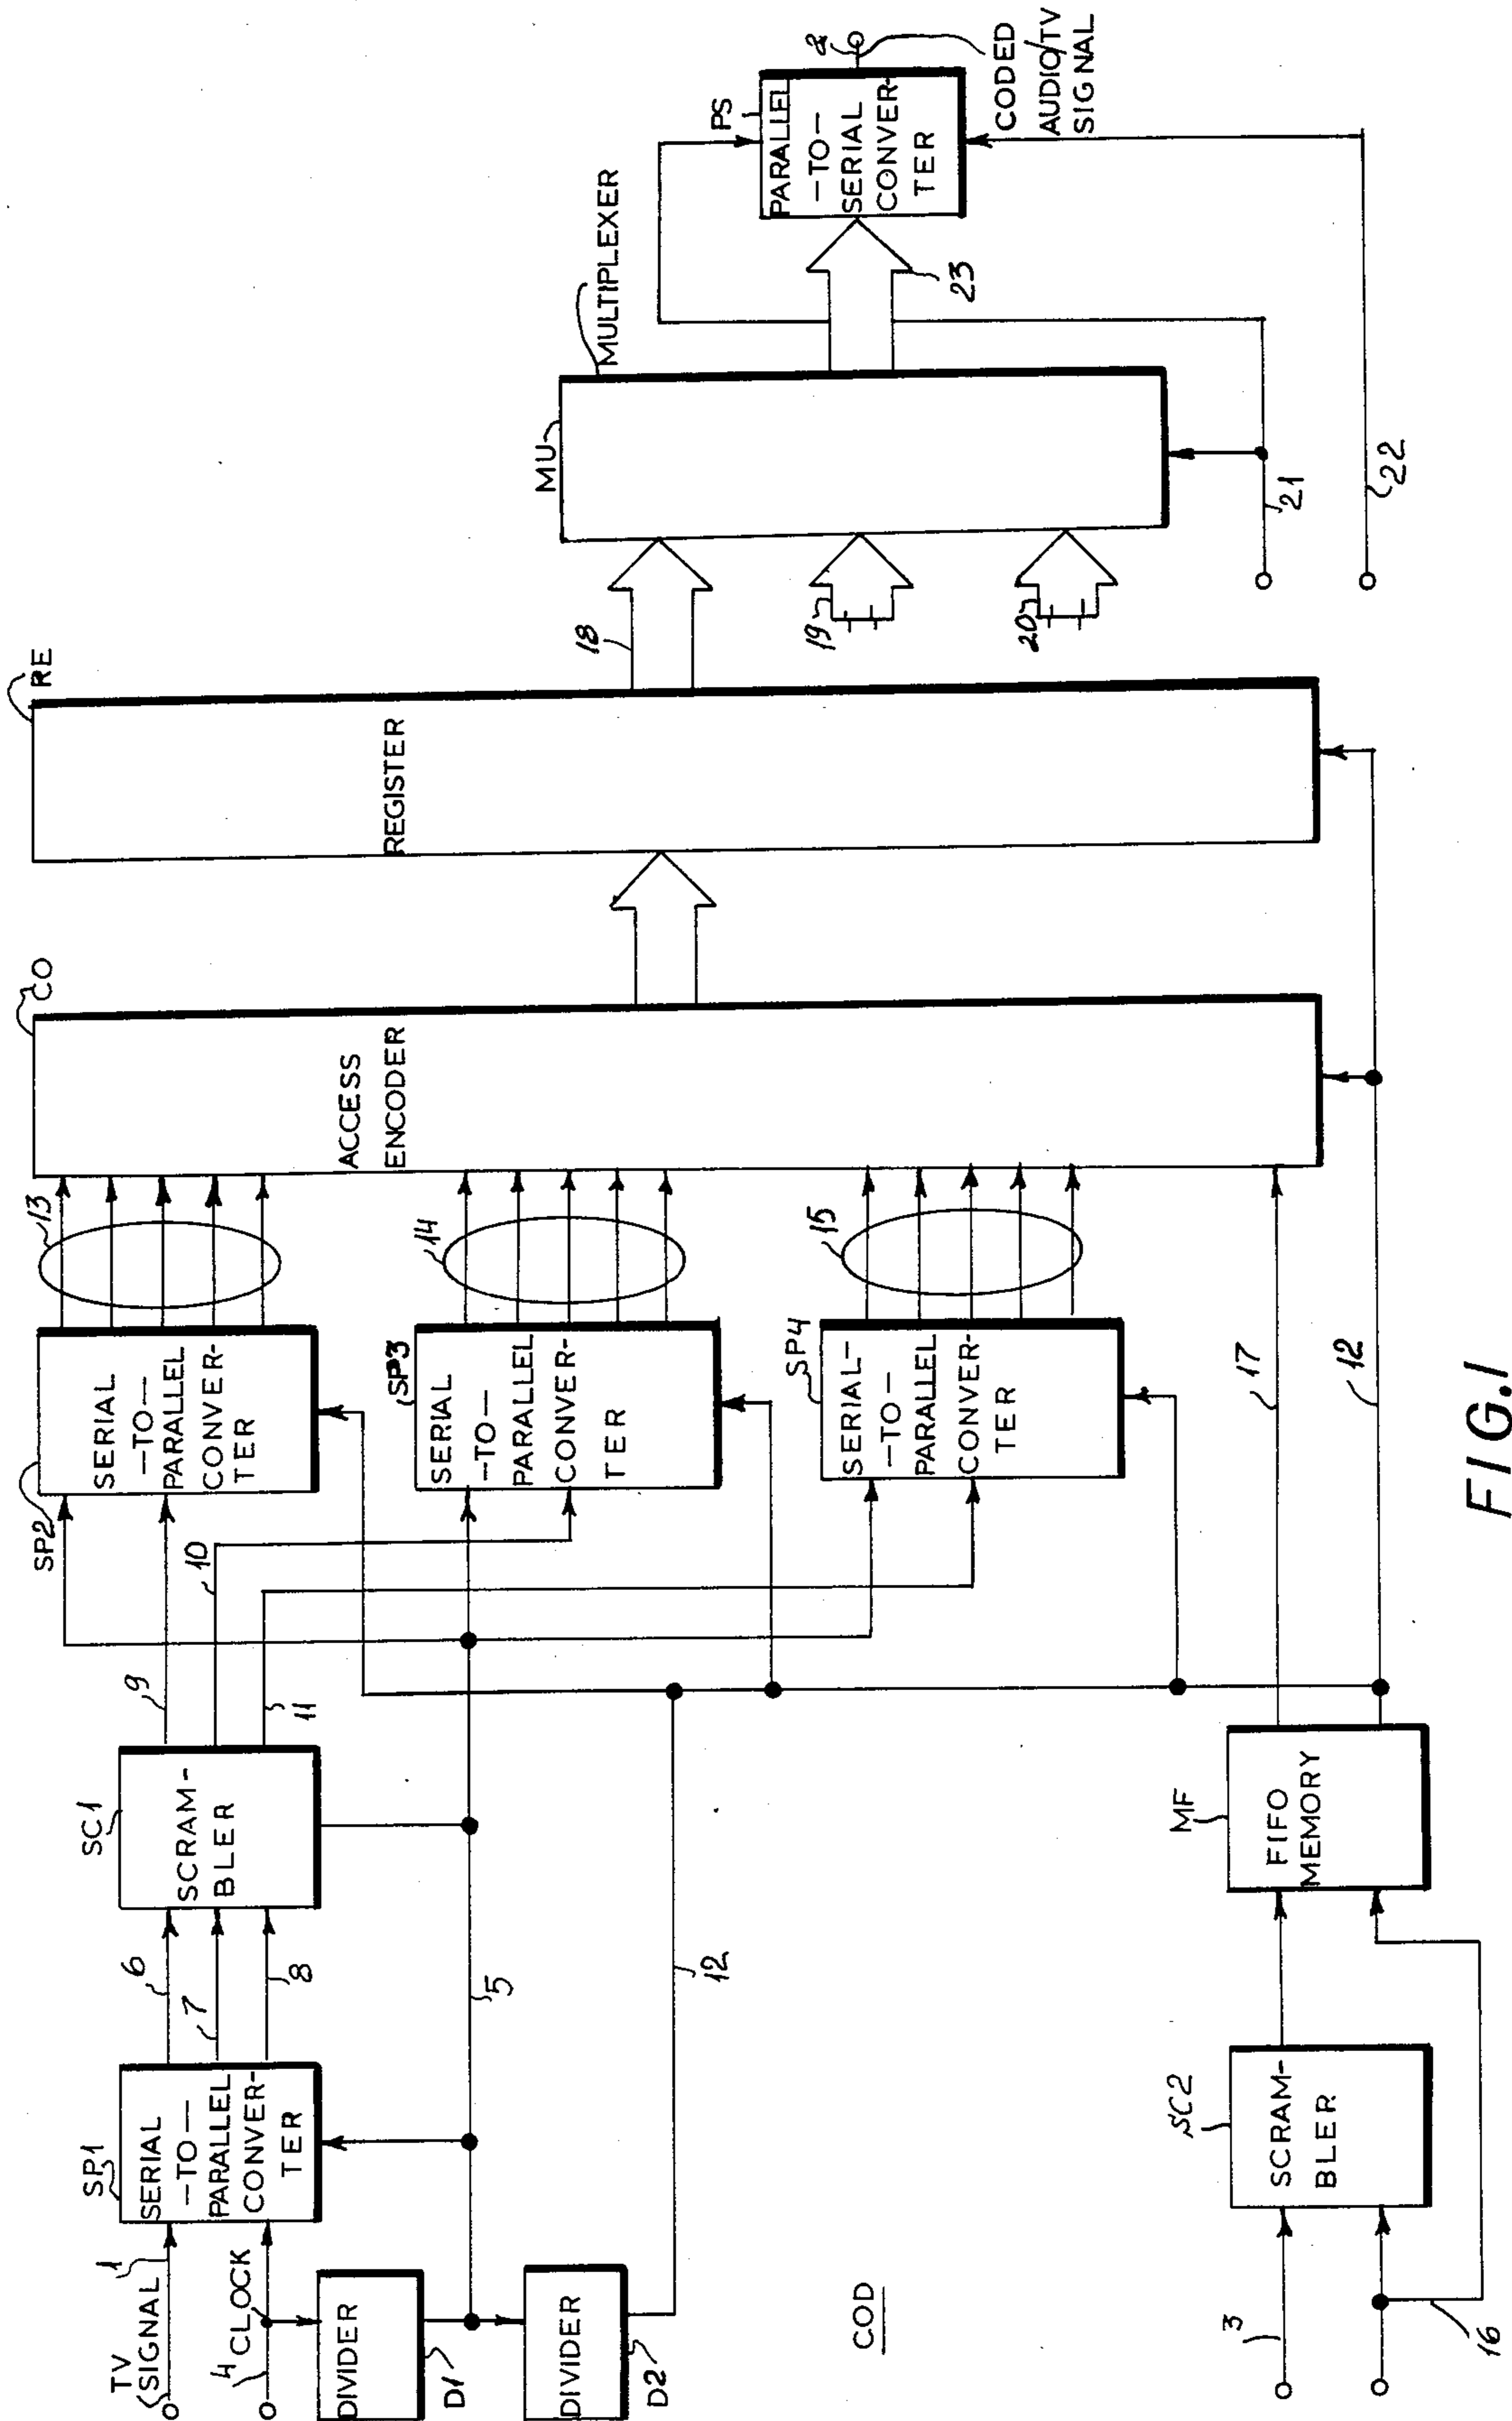 TV
SIGNAL
1
4
CLOCK
DIVIDER
D1
DIVIDER
D2
SP1
SERIAL
-TO-
PARALLEL
CONVER-
TER
6
7
8
5
12
SC1
SCRAM-
BLER
9
10
11
SP2
SERIAL
-TO-
PARALLEL
CONVER-
TER
SP3
SERIAL
-TO-
PARALLEL
CONVER-
TER
SP4
SERIAL-
-TO-
PARALLEL
CONVER-
TER
13
14
15
17
12
CO
ACCESS
ENCODER
RE
REGISTER
18
19
20
MU
MULTIPLEXER
21
22
23
PS
PARALLEL
-TO-
SERIAL
CONVER-
TER
2
CODED
AUDIO/TV
SIGNAL
COD
3
16
SC2
SCRAM-
BLER
MF
FIFO
MEMORY
FIG.1